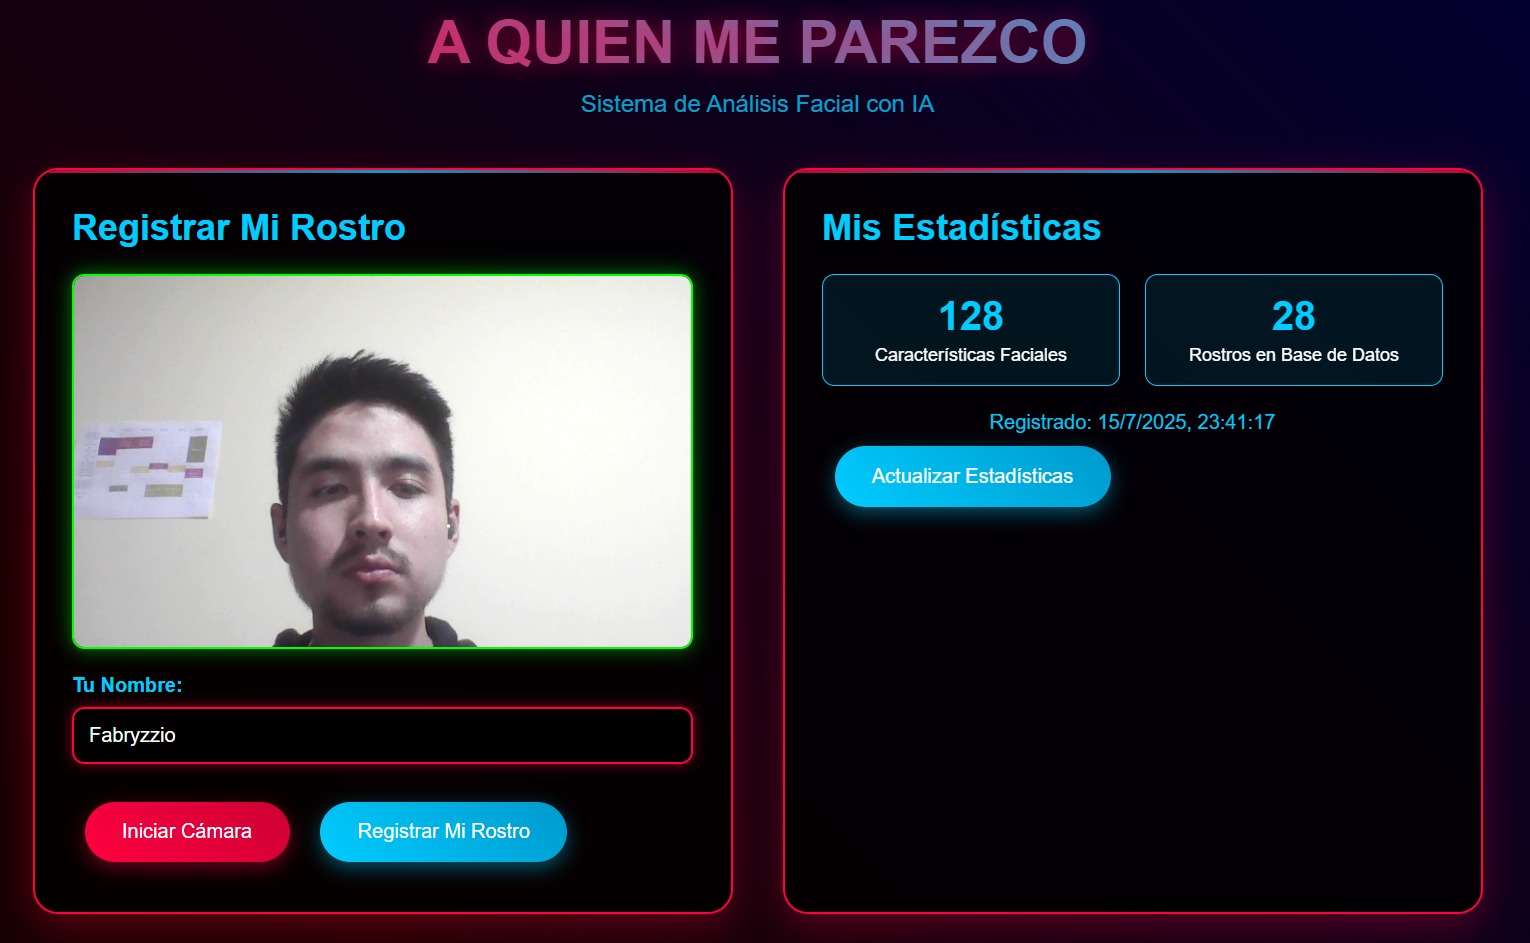 A QUIEN ME PAREZCO
Sistema de Análisis Facial con IA
Registrar Mi Rostro
Tu Nombre:
Fabryzzio
Iniciar Cámara
Registrar Mi Rostro
Mis Estadísticas
128
Características Faciales
28
Rostros en Base de Datos
Registrado: 15/7/2025, 23:41:17
Actualizar Estadísticas